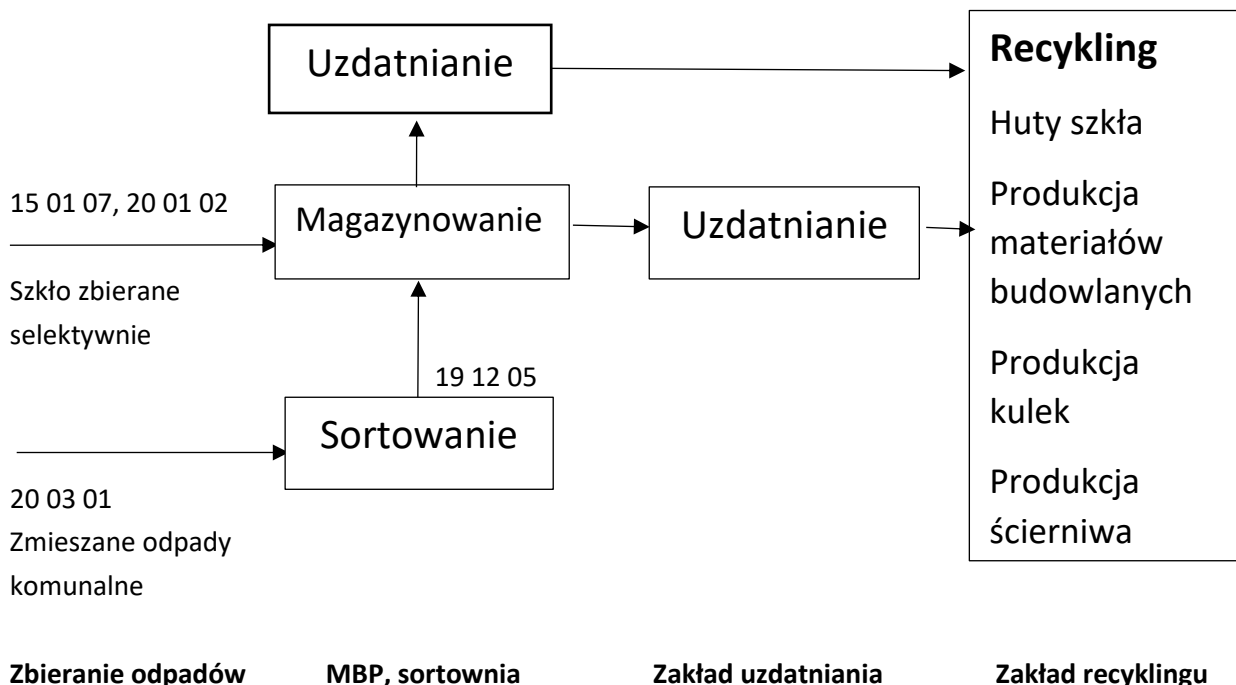 Uzdatnianie
15 01 07, 20 01 02
Szkło zbierane
selektywnie
Magazynowanie
Uzdatnianie
19 12 05
Sortowanie
20 03 01
Zmieszane odpady
komunalne
Recykling
Huty szkła
Produkcja
materiałów
budowlanych
Produkcja
kulek
Produkcja
ścierniwa
Zbieranie odpadów
MBP, sortownia
Zakład uzdatniania
Zakład recyklingu